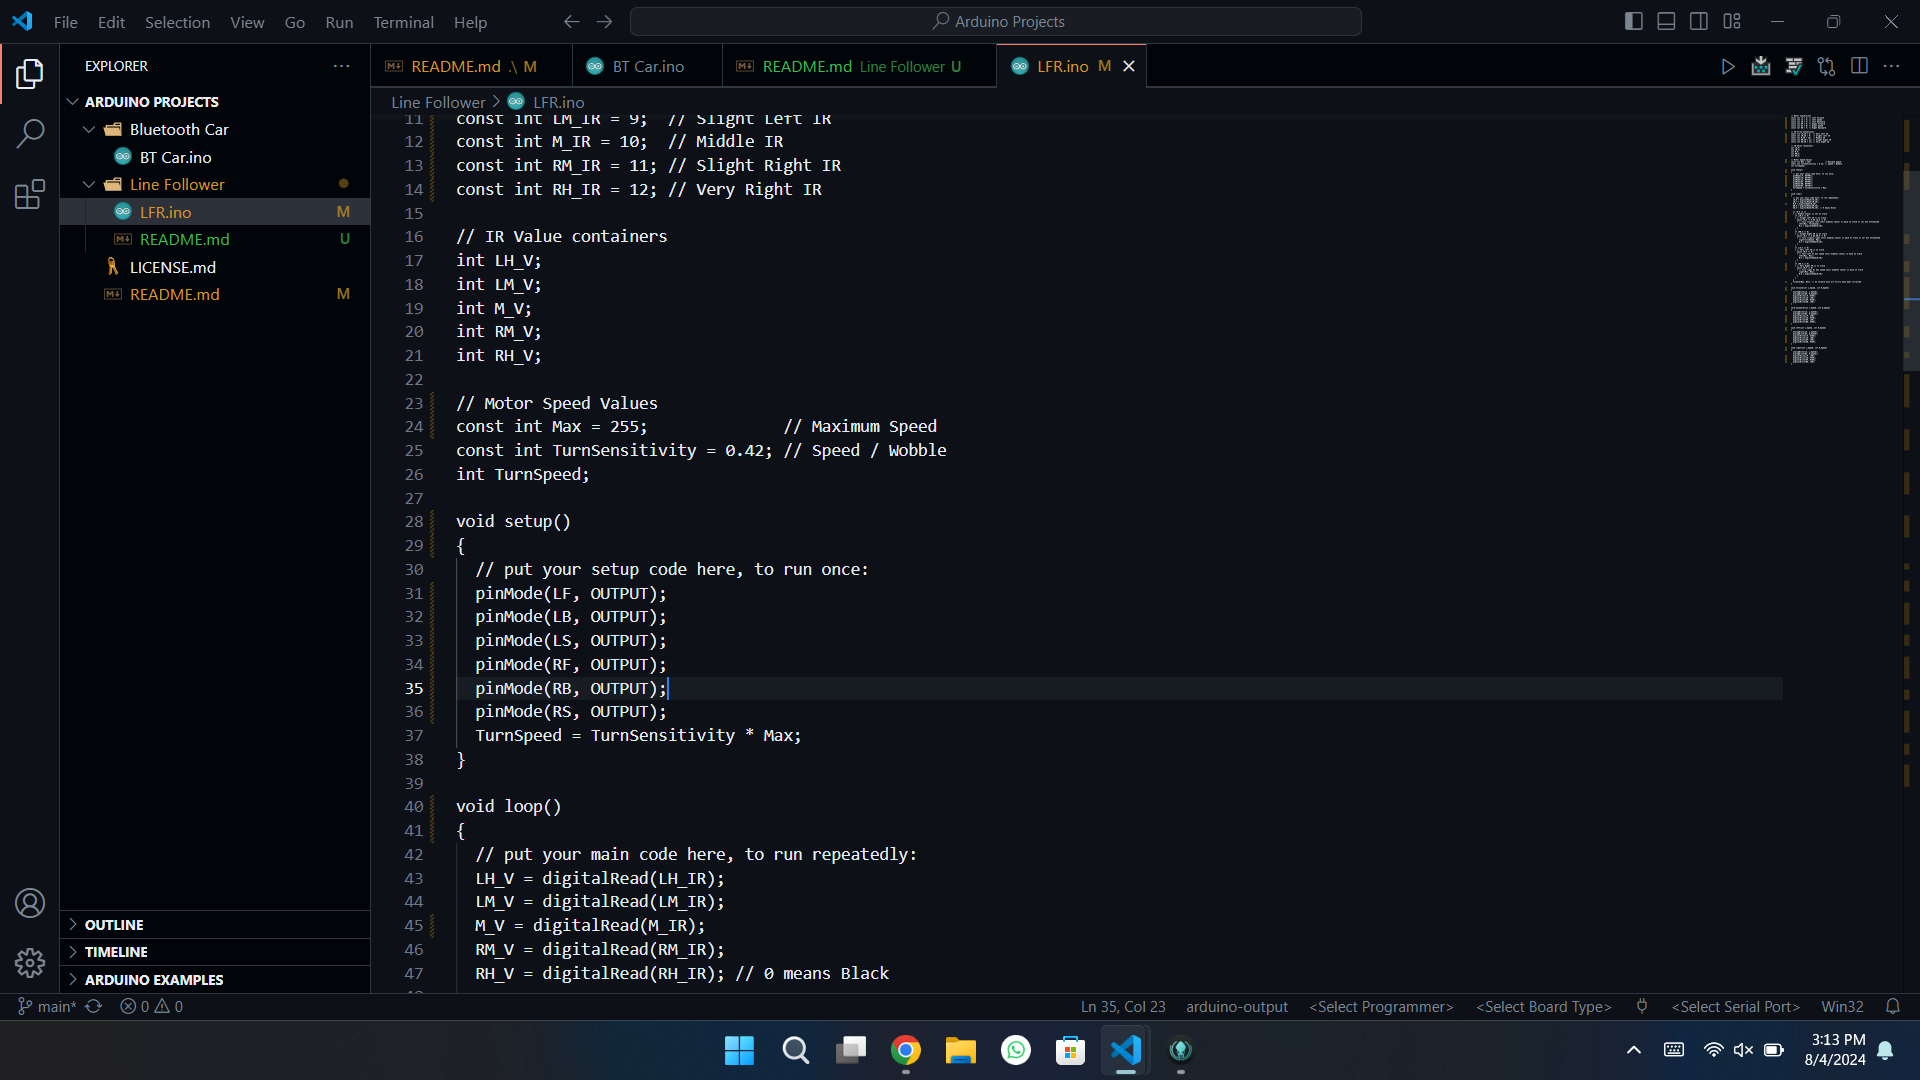 File Edit Selection View Go Run Terminal Help
Arduino Projects
EXPLORER
ARDUINO PROJECTS
Bluetooth Car
BT Car.ino
Line Follower
LFR.ino M
README.md U
LICENSE.md
README.md M
OUTLINE
TIMELINE
ARDUINO EXAMPLES
README.md .\ M
BT Car.ino
README.md Line Follower U
LFR.ino M
Line Follower > LFR.ino
11 const int LM_IR = 9;  // Slight Left IR
12 const int M_IR = 10;  // Middle IR
13 const int RM_IR = 11; // Slight Right IR
14 const int RH_IR = 12; // Very Right IR
15
16 // IR Value containers
17 int LH_V;
18 int LM_V;
19 int M_V;
20 int RM_V;
21 int RH_V;
22
23 // Motor Speed Values
24 const int Max = 255;              // Maximum Speed
25 const int TurnSensitivity = 0.42; // Speed / Wobble
26 int TurnSpeed;
27
28 void setup()
29 {
30   // put your setup code here, to run once:
31   pinMode(LF, OUTPUT);
32   pinMode(LB, OUTPUT);
33   pinMode(LS, OUTPUT);
34   pinMode(RF, OUTPUT);
35   pinMode(RB, OUTPUT);
36   pinMode(RS, OUTPUT);
37   TurnSpeed = TurnSensitivity * Max;
38 }
39
40 void loop()
41 {
42   // put your main code here, to run repeatedly:
43   LH_V = digitalRead(LH_IR);
44   LM_V = digitalRead(LM_IR);
45   M_V = digitalRead(M_IR);
46   RM_V = digitalRead(RM_IR);
47   RH_V = digitalRead(RH_IR); // 0 means Black
main* 0 0 Ln 35, Col 23 arduino-output <Select Programmer> <Select Board Type> <Select Serial Port> Win32
3:13 PM
8/4/2024